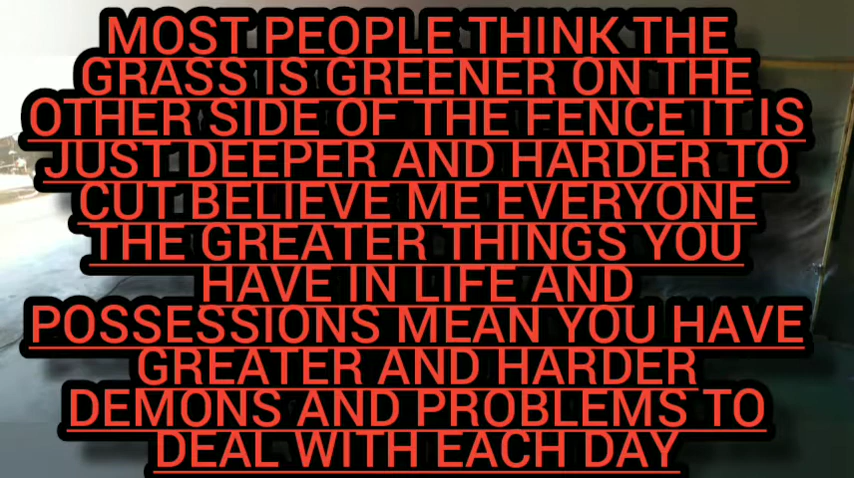 MOST PEOPLE THINK THE
GRASS IS GREENER ON THE
OTHER SIDE OF THE FENCE IT IS
JUST DEEPER AND HARDER TO
CUT BELIEVE ME EVERYONE
THE GREATER THINGS YOU
HAVE IN LIFE AND
POSSESSIONS MEAN YOU HAVE
GREATER AND HARDER
DEMONS AND PROBLEMS TO
DEAL WITH EACH DAY